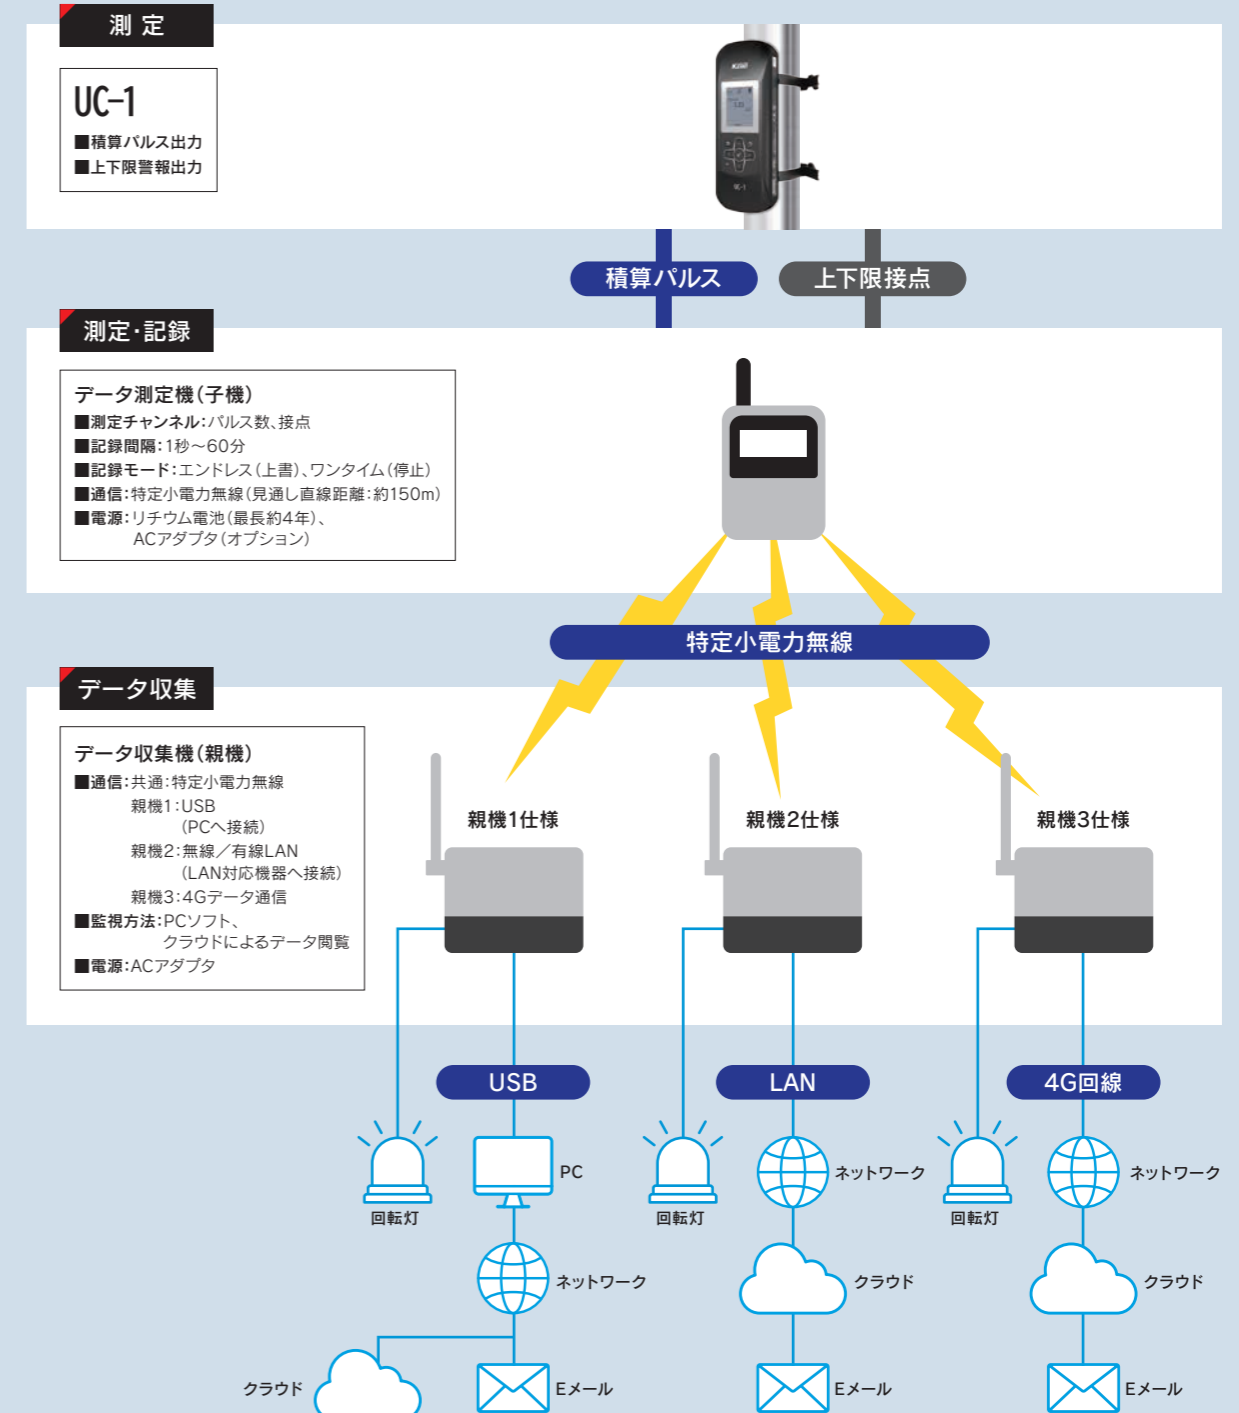 測 定
UC-1
■積算パルス出力
■上下限警報出力
UC-1
積算パルス
上下限接点
測定・記録
データ測定機(子機)
■測定チャンネル:パルス数、接点
■記録間隔:1秒～60分
■記録モード:エンドレス(上書)、ワンタイム(停止)
■通信:特定小電力無線(見通し直線距離:約150m)
■電源:リチウム電池(最長約4年)、
ACアダプタ(オプション)
特定小電力無線
データ収集
データ収集機(親機)
■通信:共通:特定小電力無線
親機1:USB
(PCへ接続)
親機2:無線／有線LAN
(LAN対応機器へ接続)
親機3:4Gデータ通信
■監視方法:PCソフト、
クラウドによるデータ閲覧
■電源:ACアダプタ
親機1仕様
親機2仕様
親機3仕様
USB
LAN
4G回線
回転灯
PC
回転灯
ネットワーク
回転灯
ネットワーク
ネットワーク
クラウド
クラウド
クラウド
Eメール
Eメール
Eメール